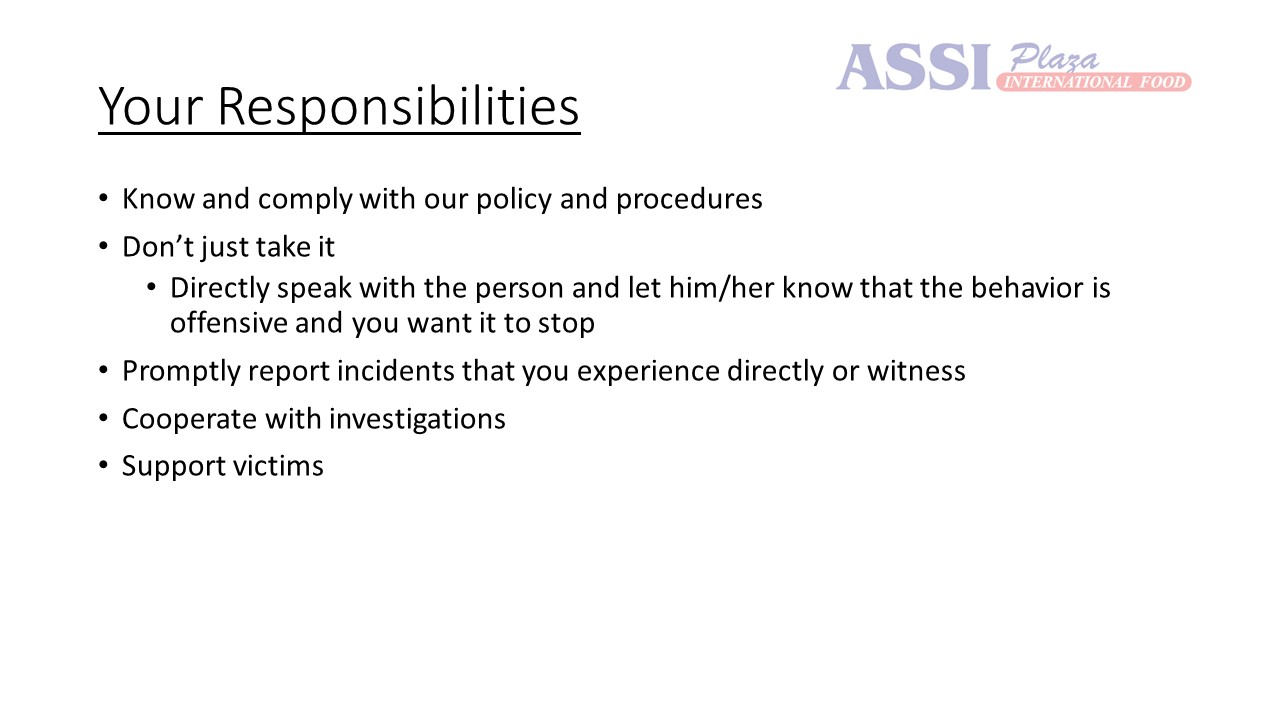 ASSI Plaza
INTERNATIONAL FOOD
Your Responsibilities
• Know and comply with our policy and procedures
• Don’t just take it
• Directly speak with the person and let him/her know that the behavior is
offensive and you want it to stop
• Promptly report incidents that you experience directly or witness
• Cooperate with investigations
• Support victims